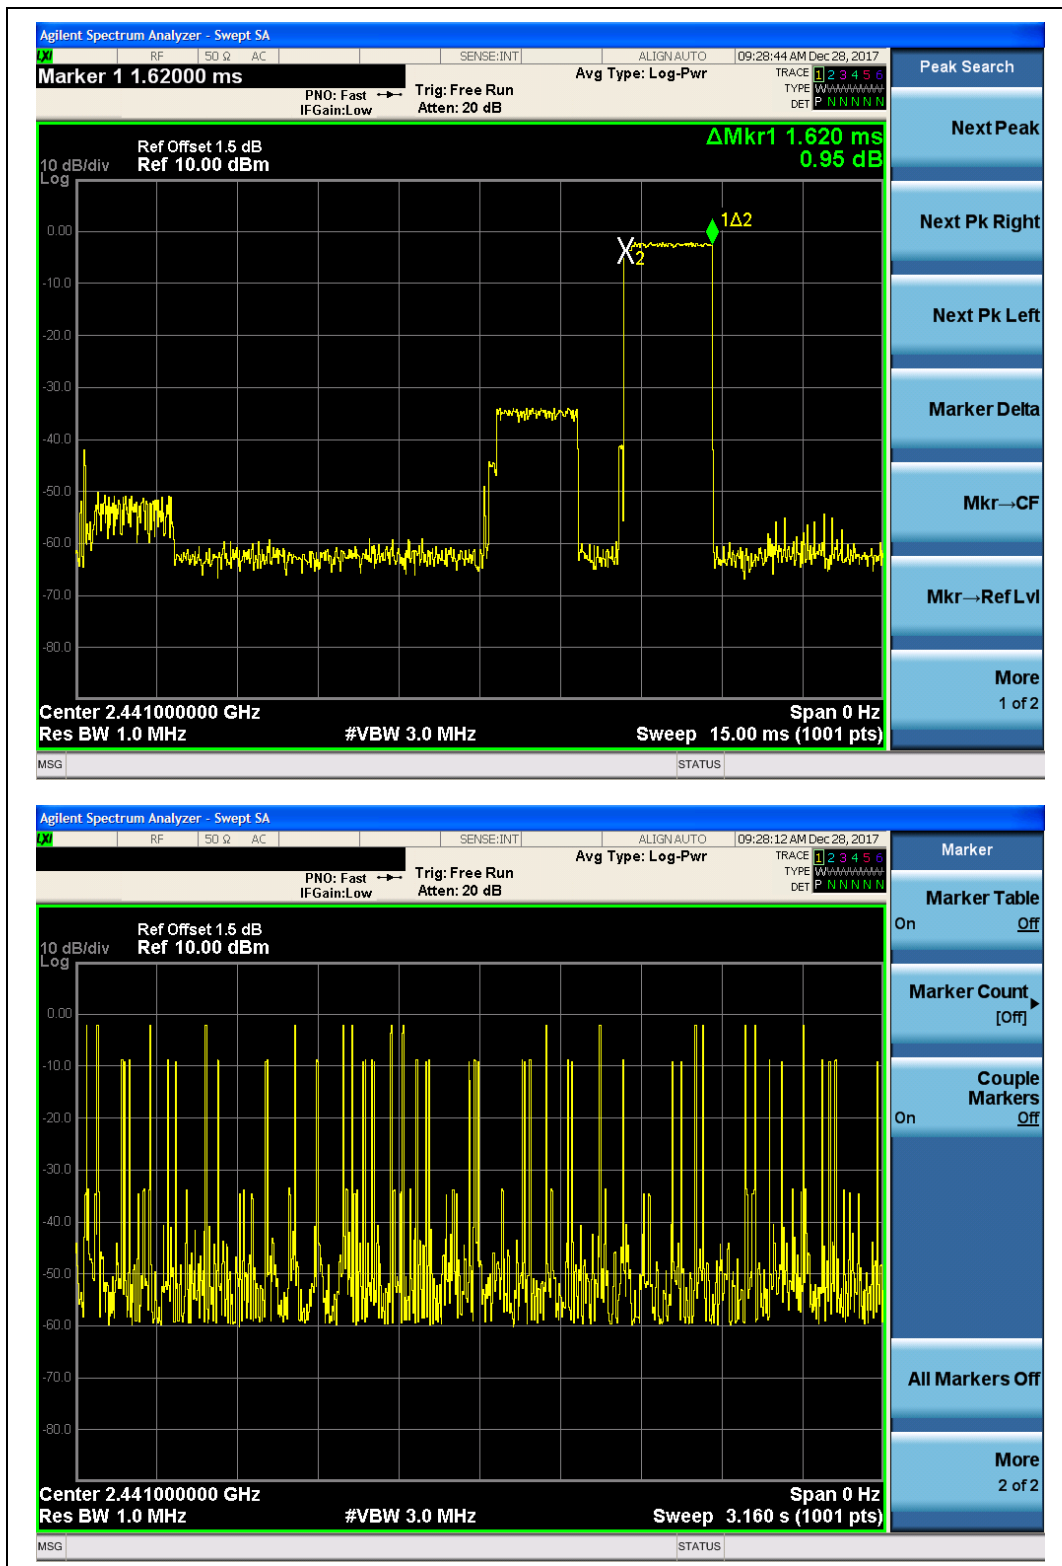 Agilent Spectrum Analyzer - Swept SA
LXI RF 50 Ω AC SENSE:INT ALIGN AUTO 09:28:44 AM Dec 28, 2017
Marker 1 1.62000 ms
PNO: Fast
IFGain:Low
Trig: Free Run
Atten: 20 dB
Avg Type: Log-Pwr
TRACE 1 2 3 4 5 6
TYPE W
DET P N N N N N
Peak Search
Next Peak
Next Pk Right
Next Pk Left
Marker Delta
Mkr→CF
Mkr→Ref Lvl
More
1 of 2
ΔMkr1 1.620 ms
0.95 dB
Ref Offset 1.5 dB
10 dB/div Ref 10.00 dBm
Log
0.00
-10.0
-20.0
-30.0
-40.0
-50.0
-60.0
-70.0
-80.0
1Δ2
X2
Center 2.441000000 GHz Span 0 Hz
Res BW 1.0 MHz #VBW 3.0 MHz Sweep 15.00 ms (1001 pts)
MSG STATUS
Agilent Spectrum Analyzer - Swept SA
LXI RF 50 Ω AC SENSE:INT ALIGN AUTO 09:28:12 AM Dec 28, 2017
PNO: Fast
IFGain:Low
Trig: Free Run
Atten: 20 dB
Avg Type: Log-Pwr
TRACE 1 2 3 4 5 6
TYPE W
DET P N N N N N
Marker
Marker Table
On Off
Marker Count
[Off]
Couple
Markers
On Off
All Markers Off
More
2 of 2
Ref Offset 1.5 dB
10 dB/div Ref 10.00 dBm
Log
0.00
-10.0
-20.0
-30.0
-40.0
-50.0
-60.0
-70.0
-80.0
Center 2.441000000 GHz Span 0 Hz
Res BW 1.0 MHz #VBW 3.0 MHz Sweep 3.160 s (1001 pts)
MSG STATUS